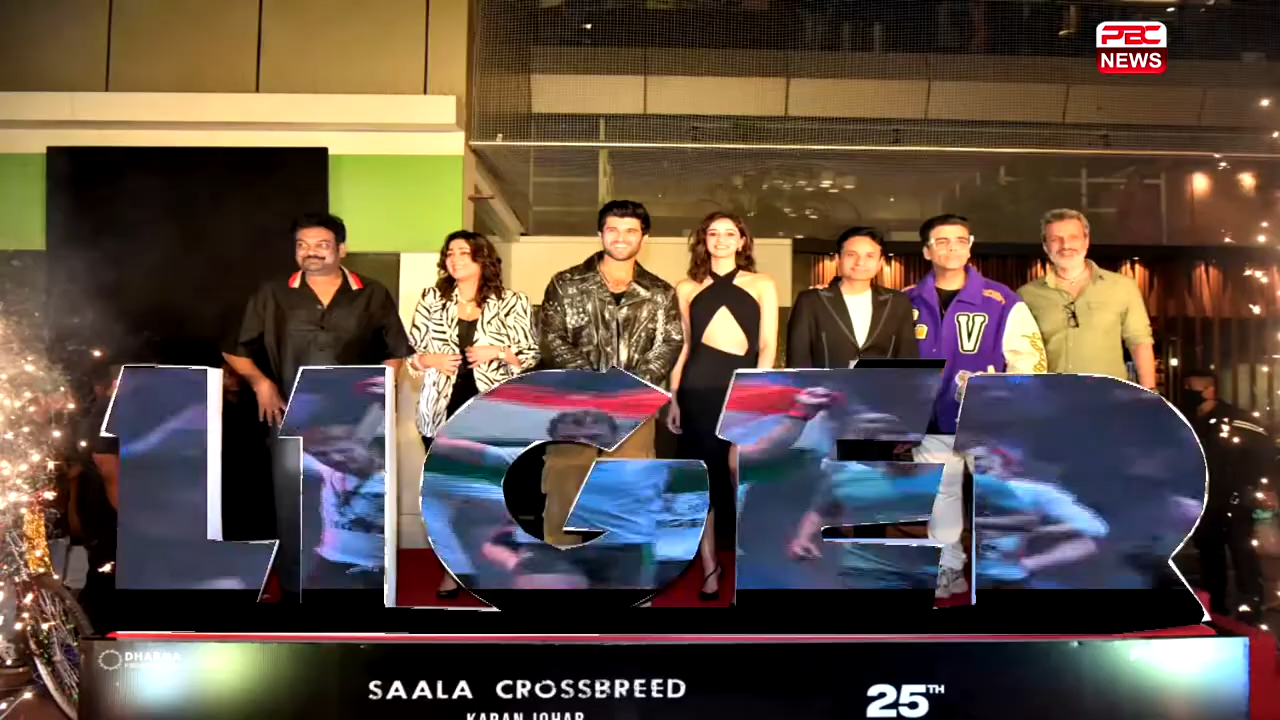 PBC
NEWS
LIGER
DHARMA
SAALA CROSSBREED
25TH
KARAN JOHAR